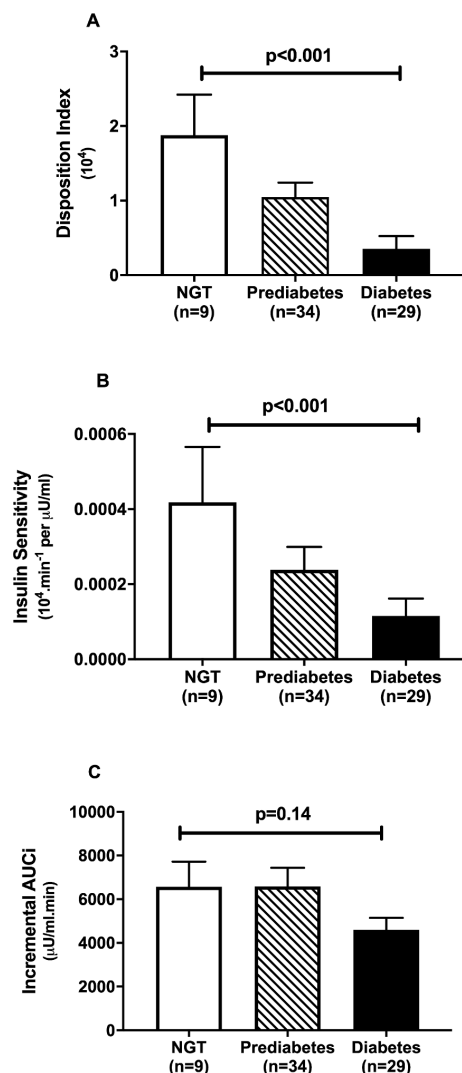 A
p<0.001
3
2
1
0
Disposition Index
(10⁴)
NGT
(n=9)
Prediabetes
(n=34)
Diabetes
(n=29)
B
p<0.001
0.0006
0.0004
0.0002
0.0000
Insulin Sensitivity
(10⁴.min⁻¹ per μU/ml)
NGT
(n=9)
Prediabetes
(n=34)
Diabetes
(n=29)
C
p=0.14
10000
8000
6000
4000
2000
0
Incremental AUCi
(μU/ml.min)
NGT
(n=9)
Prediabetes
(n=34)
Diabetes
(n=29)